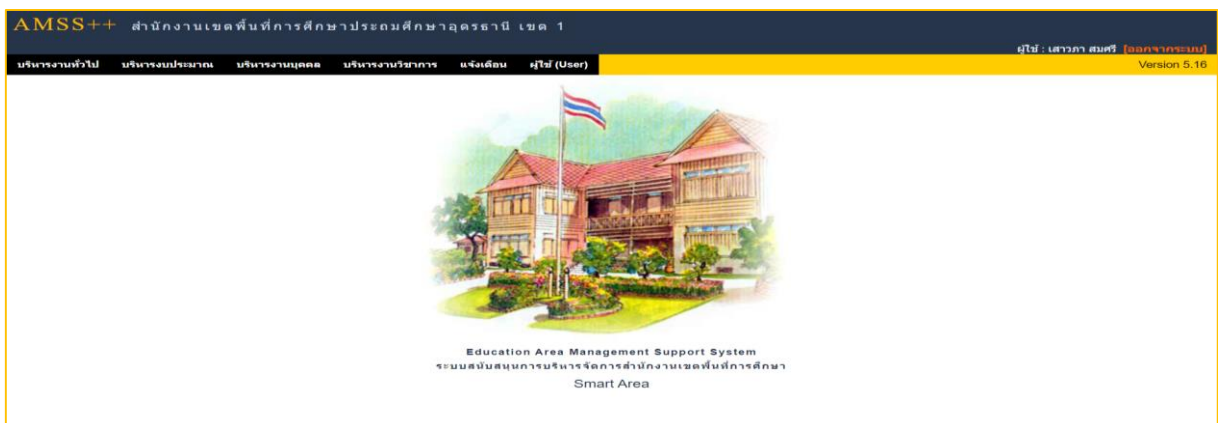 AMSS++ สำนักงานเขตพื้นที่การศึกษาประถมศึกษาอุดรธานี เขต 1
ผู้ใช้ : เสาวภา สมศรี [ออกจากระบบ]
บริหารงานทั่วไป บริหารงบประมาณ บริหารงานบุคคล บริหารงานวิชาการ แจ้งเตือน ผู้ใช้ (User) Version 5.16
Education Area Management Support System
ระบบสนับสนุนการบริหารจัดการสำนักงานเขตพื้นที่การศึกษา
Smart Area